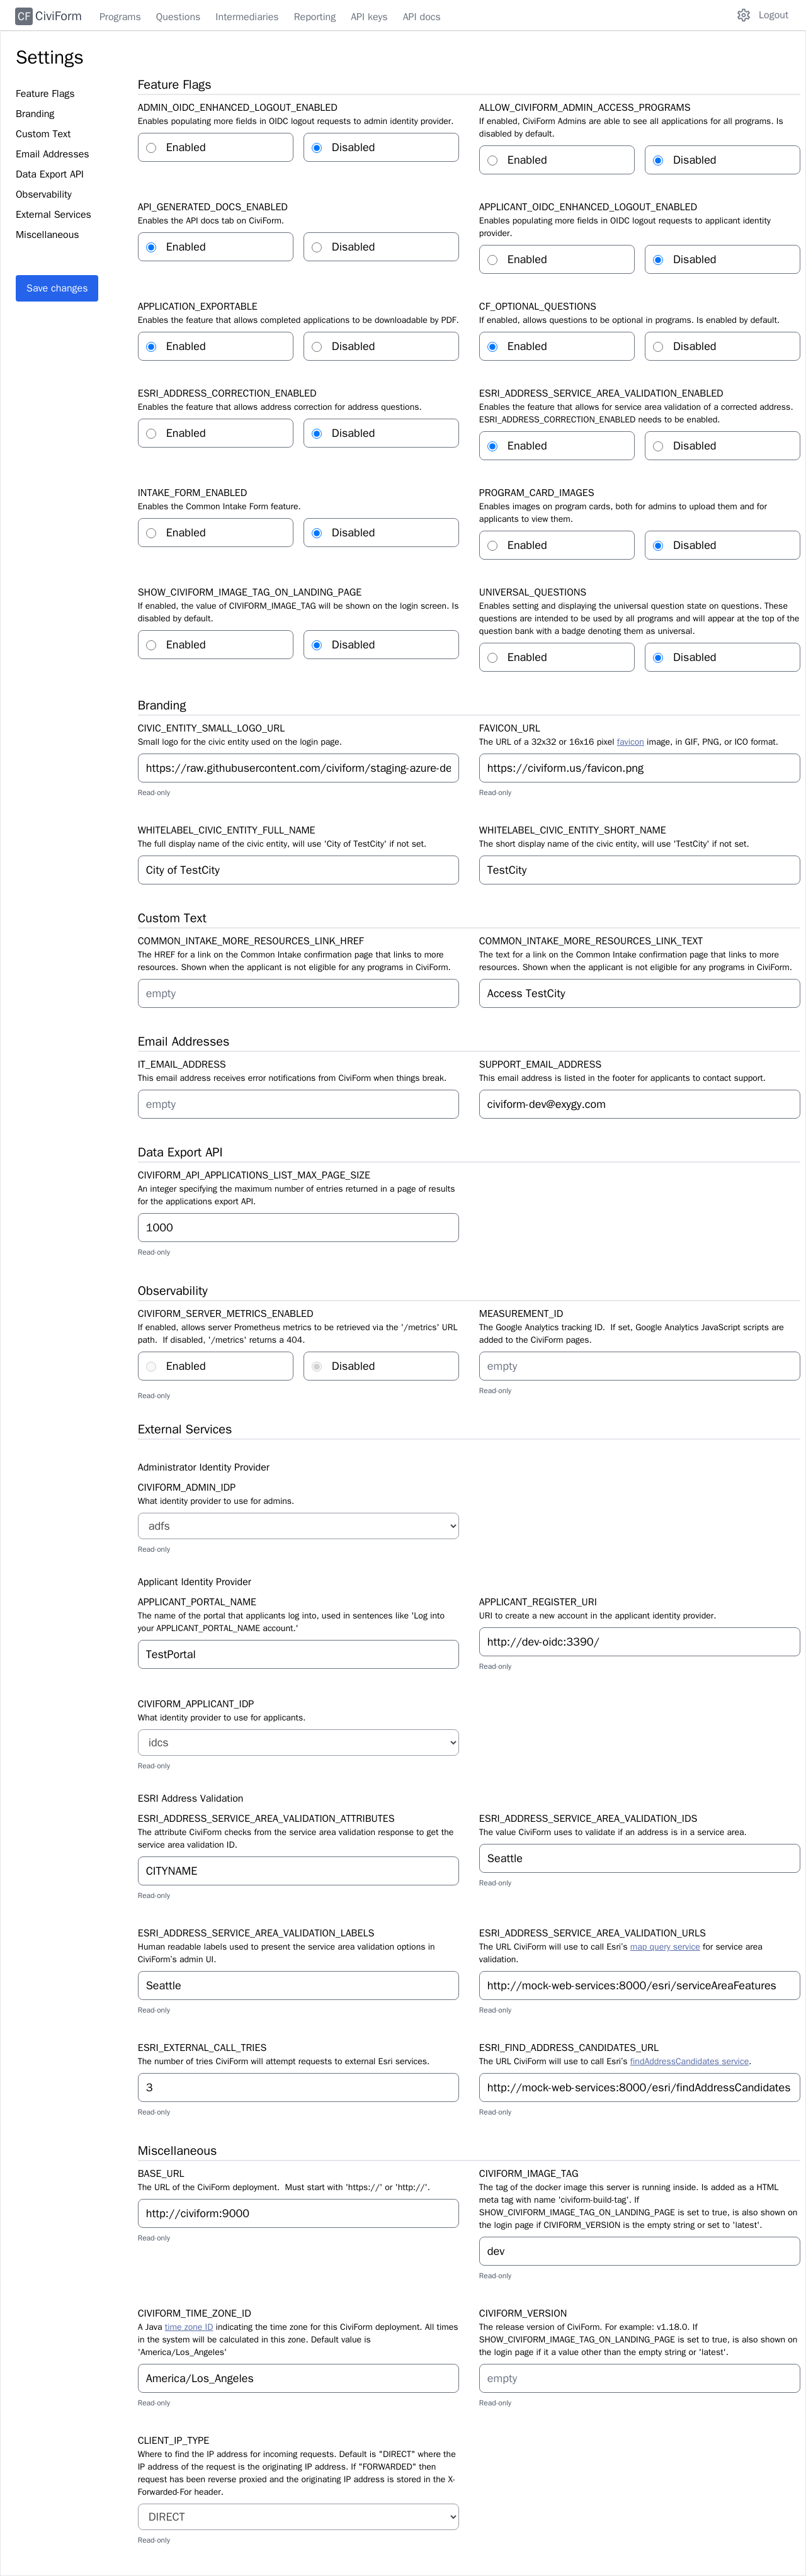 CF CiviForm Programs Questions Intermediaries Reporting API keys API docs Logout
Settings
Feature Flags
Branding
Custom Text
Email Addresses
Data Export API
Observability
External Services
Miscellaneous
Save changes
Feature Flags
ADMIN_OIDC_ENHANCED_LOGOUT_ENABLED
Enables populating more fields in OIDC logout requests to admin identity provider.
Enabled Disabled
ALLOW_CIVIFORM_ADMIN_ACCESS_PROGRAMS
If enabled, CiviForm Admins are able to see all applications for all programs. Is
disabled by default.
Enabled Disabled
API_GENERATED_DOCS_ENABLED
Enables the API docs tab on CiviForm.
Enabled Disabled
APPLICANT_OIDC_ENHANCED_LOGOUT_ENABLED
Enables populating more fields in OIDC logout requests to applicant identity
provider.
Enabled Disabled
APPLICATION_EXPORTABLE
Enables the feature that allows completed applications to be downloadable by PDF.
Enabled Disabled
CF_OPTIONAL_QUESTIONS
If enabled, allows questions to be optional in programs. Is enabled by default.
Enabled Disabled
ESRI_ADDRESS_CORRECTION_ENABLED
Enables the feature that allows address correction for address questions.
Enabled Disabled
ESRI_ADDRESS_SERVICE_AREA_VALIDATION_ENABLED
Enables the feature that allows for service area validation of a corrected address.
ESRI_ADDRESS_CORRECTION_ENABLED needs to be enabled.
Enabled Disabled
INTAKE_FORM_ENABLED
Enables the Common Intake Form feature.
Enabled Disabled
PROGRAM_CARD_IMAGES
Enables images on program cards, both for admins to upload them and for
applicants to view them.
Enabled Disabled
SHOW_CIVIFORM_IMAGE_TAG_ON_LANDING_PAGE
If enabled, the value of CIVIFORM_IMAGE_TAG will be shown on the login screen. Is
disabled by default.
Enabled Disabled
UNIVERSAL_QUESTIONS
Enables setting and displaying the universal question state on questions. These
questions are intended to be used by all programs and will appear at the top of the
question bank with a badge denoting them as universal.
Enabled Disabled
Branding
CIVIC_ENTITY_SMALL_LOGO_URL
Small logo for the civic entity used on the login page.
https://raw.githubusercontent.com/civiform/staging-azure-de
Read-only
FAVICON_URL
The URL of a 32x32 or 16x16 pixel favicon image, in GIF, PNG, or ICO format.
https://civiform.us/favicon.png
Read-only
WHITELABEL_CIVIC_ENTITY_FULL_NAME
The full display name of the civic entity, will use 'City of TestCity' if not set.
City of TestCity
WHITELABEL_CIVIC_ENTITY_SHORT_NAME
The short display name of the civic entity, will use 'TestCity' if not set.
TestCity
Custom Text
COMMON_INTAKE_MORE_RESOURCES_LINK_HREF
The HREF for a link on the Common Intake confirmation page that links to more
resources. Shown when the applicant is not eligible for any programs in CiviForm.
empty
COMMON_INTAKE_MORE_RESOURCES_LINK_TEXT
The text for a link on the Common Intake confirmation page that links to more
resources. Shown when the applicant is not eligible for any programs in CiviForm.
Access TestCity
Email Addresses
IT_EMAIL_ADDRESS
This email address receives error notifications from CiviForm when things break.
empty
SUPPORT_EMAIL_ADDRESS
This email address is listed in the footer for applicants to contact support.
civiform-dev@exygy.com
Data Export API
CIVIFORM_API_APPLICATIONS_LIST_MAX_PAGE_SIZE
An integer specifying the maximum number of entries returned in a page of results
for the applications export API.
1000
Read-only
Observability
CIVIFORM_SERVER_METRICS_ENABLED
If enabled, allows server Prometheus metrics to be retrieved via the '/metrics' URL
path.  If disabled, '/metrics' returns a 404.
Enabled Disabled
Read-only
MEASUREMENT_ID
The Google Analytics tracking ID.  If set, Google Analytics JavaScript scripts are
added to the CiviForm pages.
empty
Read-only
External Services
Administrator Identity Provider
CIVIFORM_ADMIN_IDP
What identity provider to use for admins.
adfs
Read-only
Applicant Identity Provider
APPLICANT_PORTAL_NAME
The name of the portal that applicants log into, used in sentences like 'Log into
your APPLICANT_PORTAL_NAME account.'
TestPortal
APPLICANT_REGISTER_URI
URI to create a new account in the applicant identity provider.
http://dev-oidc:3390/
Read-only
CIVIFORM_APPLICANT_IDP
What identity provider to use for applicants.
idcs
Read-only
ESRI Address Validation
ESRI_ADDRESS_SERVICE_AREA_VALIDATION_ATTRIBUTES
The attribute CiviForm checks from the service area validation response to get the
service area validation ID.
CITYNAME
Read-only
ESRI_ADDRESS_SERVICE_AREA_VALIDATION_IDS
The value CiviForm uses to validate if an address is in a service area.
Seattle
Read-only
ESRI_ADDRESS_SERVICE_AREA_VALIDATION_LABELS
Human readable labels used to present the service area validation options in
CiviForm's admin UI.
Seattle
Read-only
ESRI_ADDRESS_SERVICE_AREA_VALIDATION_URLS
The URL CiviForm will use to call Esri's map query service for service area
validation.
http://mock-web-services:8000/esri/serviceAreaFeatures
Read-only
ESRI_EXTERNAL_CALL_TRIES
The number of tries CiviForm will attempt requests to external Esri services.
3
Read-only
ESRI_FIND_ADDRESS_CANDIDATES_URL
The URL CiviForm will use to call Esri's findAddressCandidates service.
http://mock-web-services:8000/esri/findAddressCandidates
Read-only
Miscellaneous
BASE_URL
The URL of the CiviForm deployment.  Must start with 'https://' or 'http://'.
http://civiform:9000
Read-only
CIVIFORM_IMAGE_TAG
The tag of the docker image this server is running inside. Is added as a HTML
meta tag with name 'civiform-build-tag'. If
SHOW_CIVIFORM_IMAGE_TAG_ON_LANDING_PAGE is set to true, is also shown on
the login page if CIVIFORM_VERSION is the empty string or set to 'latest'.
dev
Read-only
CIVIFORM_TIME_ZONE_ID
A Java time zone ID indicating the time zone for this CiviForm deployment. All times
in the system will be calculated in this zone. Default value is
'America/Los_Angeles'
America/Los_Angeles
Read-only
CIVIFORM_VERSION
The release version of CiviForm. For example: v1.18.0. If
SHOW_CIVIFORM_IMAGE_TAG_ON_LANDING_PAGE is set to true, is also shown on
the login page if it a value other than the empty string or 'latest'.
empty
Read-only
CLIENT_IP_TYPE
Where to find the IP address for incoming requests. Default is "DIRECT" where the
IP address of the request is the originating IP address. If "FORWARDED" then
request has been reverse proxied and the originating IP address is stored in the X-
Forwarded-For header.
DIRECT
Read-only